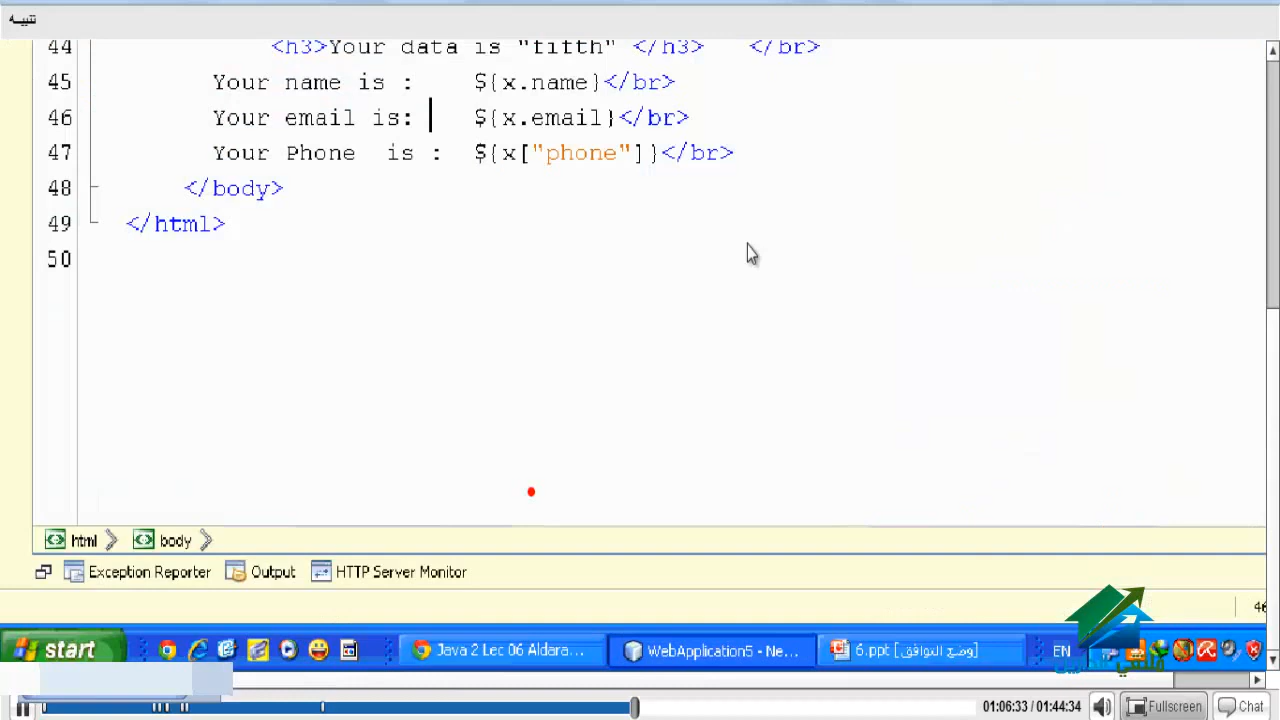 تنبيه
44 <h3>Your data is "fifth" </h3> </br>
45 Your name is : ${x.name}</br>
46 Your email is: ${x.email}</br>
47 Your Phone is : ${x["phone"]}</br>
48 </body>
49 </html>
50
html body
Exception Reporter Output HTTP Server Monitor
46
start Java 2 Lec 06 Aldara... WebApplication5 - Ne... 6.ppt [وضع التوافق] EN
01:06:33 / 01:44:34 Fullscreen Chat